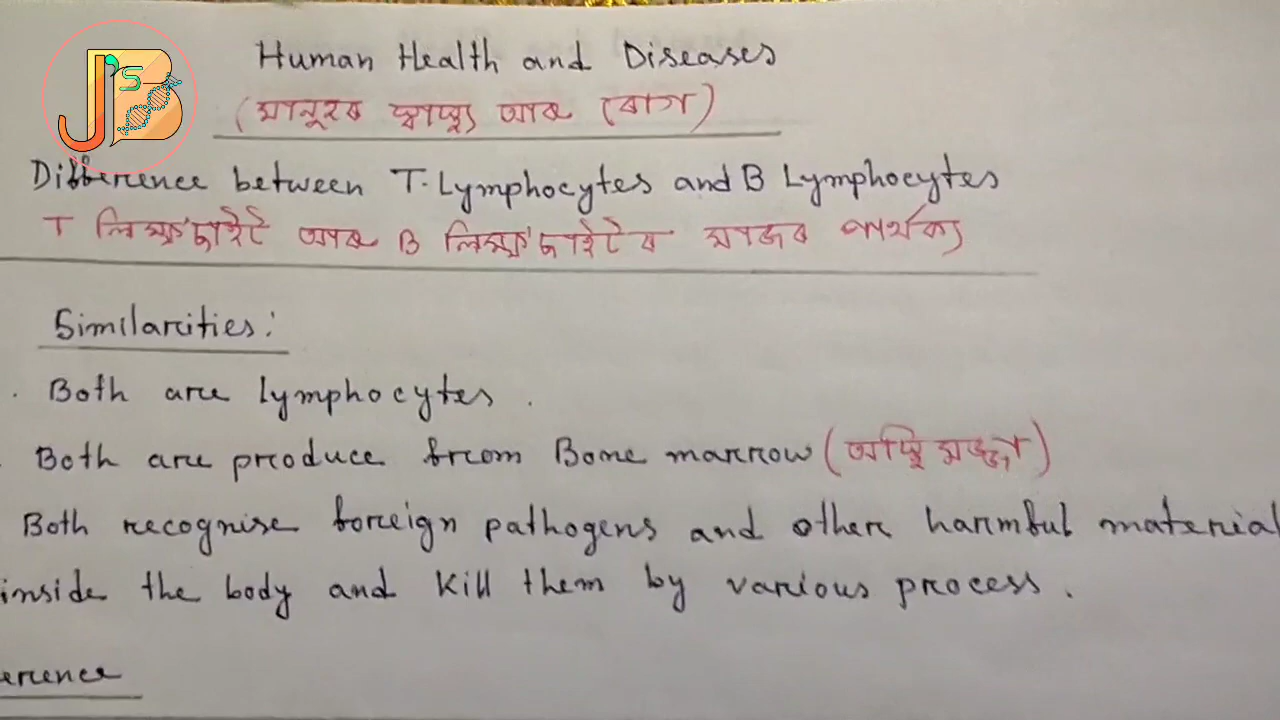 J'S B
Human Health and Diseases
(মানুহৰ স্বাস্থ্য আৰু ৰোগ)
Difference between T. Lymphocytes and B Lymphocytes
T লিম্ফ'চাইট আৰু B লিম্ফ'চাইটৰ মাজৰ পাৰ্থক্য
Similarities:
. Both are lymphocytes.
. Both are produce from Bone marrow (অস্থি মজ্জা)
Both recognise foreign pathogens and other harmful material
inside the body and kill them by various process.
erence